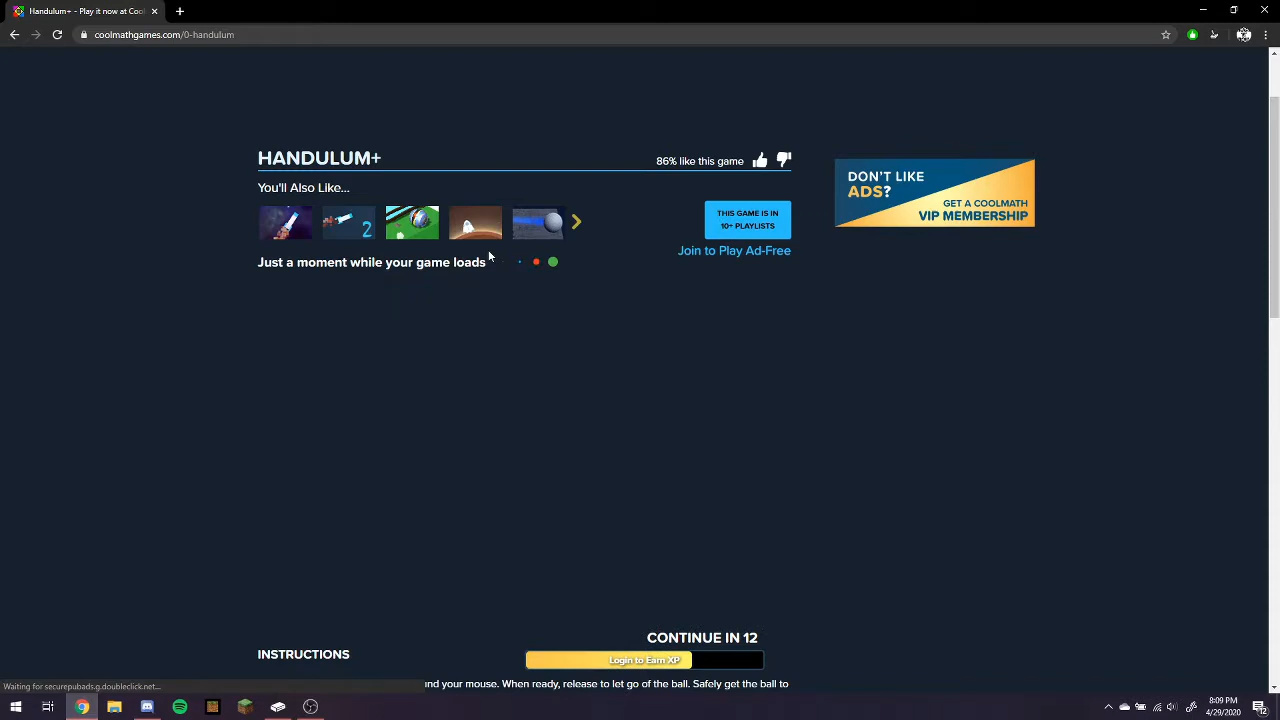 Handulum+ - Play it now at Cool
coolmathgames.com/0-handulum
HANDULUM+
86% like this game
You'll Also Like...
2
THIS GAME IS IN
10+ PLAYLISTS
Join to Play Ad-Free
DON'T LIKE
ADS?
GET A COOLMATH
VIP MEMBERSHIP
Just a moment while your game loads
CONTINUE IN 12
INSTRUCTIONS
Login to Earn XP
Waiting for securepubads.g.doubleclick.net...
und your mouse. When ready, release to let go of the ball. Safely get the ball to
8:09 PM
4/29/2020
2